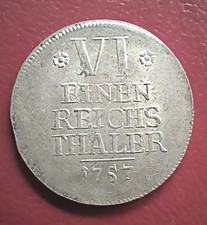 VI
EINEN
REICHS
THALER
1757